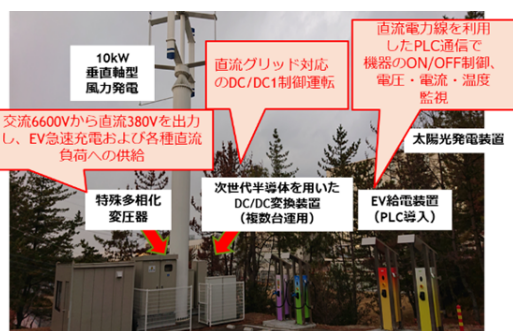 10kW
垂直軸型
風力発電
直流グリッド対応
のDC/DC1制御運転
直流電力線を利用
したPLC通信で
機器のON/OFF制御、
電圧・電流・温度
監視
交流6600Vから直流380Vを出力
し、EV急速充電および各種直流
負荷への供給
太陽光発電装置
特殊多相化
変圧器
次世代半導体を用いた
DC/DC変換装置
（複数台運用）
EV給電装置
（PLC導入）